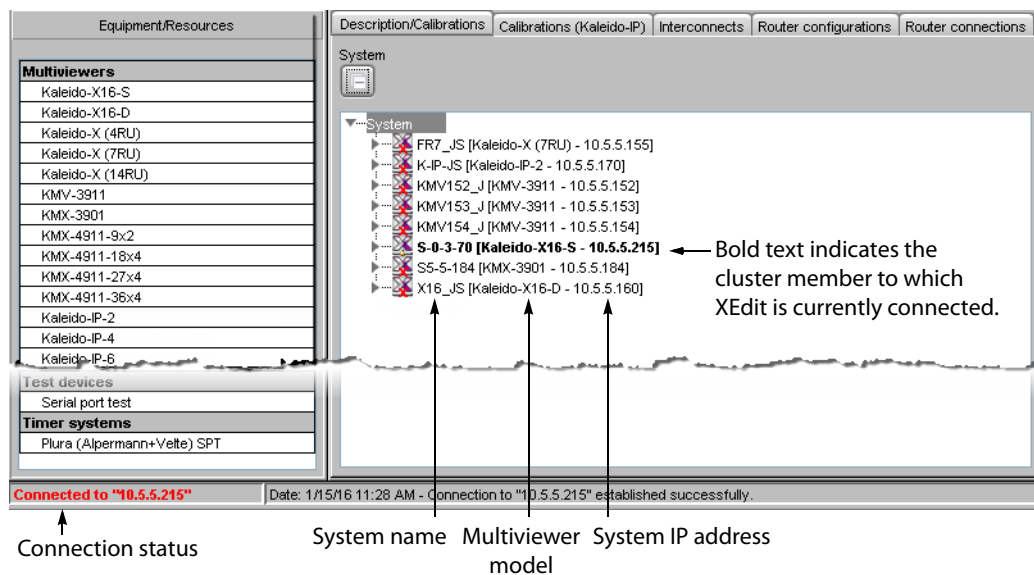 Equipment/Resources
Multiviewers
Kaleido-X16-S
Kaleido-X16-D
Kaleido-X (4RU)
Kaleido-X (7RU)
Kaleido-X (14RU)
KMV-3911
KMX-3901
KMX-4911-9x2
KMX-4911-18x4
KMX-4911-27x4
KMX-4911-36x4
Kaleido-IP-2
Kaleido-IP-4
Kaleido-IP-6
Test devices
Serial port test
Timer systems
Plura (Alpermann+Velte) SPT
Description/Calibrations
Calibrations (Kaleido-IP)
Interconnects
Router configurations
Router connections
System
System
FR7_JS [Kaleido-X (7RU) - 10.5.5.155]
K-IP-JS [Kaleido-IP-2 - 10.5.5.170]
KMV152_J [KMV-3911 - 10.5.5.152]
KMV153_J [KMV-3911 - 10.5.5.153]
KMV154_J [KMV-3911 - 10.5.5.154]
S-0-3-70 [Kaleido-X16-S - 10.5.5.215]
S5-5-184 [KMX-3901 - 10.5.5.184]
X16_JS [Kaleido-X16-D - 10.5.5.160]
Bold text indicates the
cluster member to which
XEdit is currently connected.
Connected to "10.5.5.215"
Date: 1/15/16 11:28 AM - Connection to "10.5.5.215" established successfully.
Connection status
System name
Multiviewer
model
System IP address